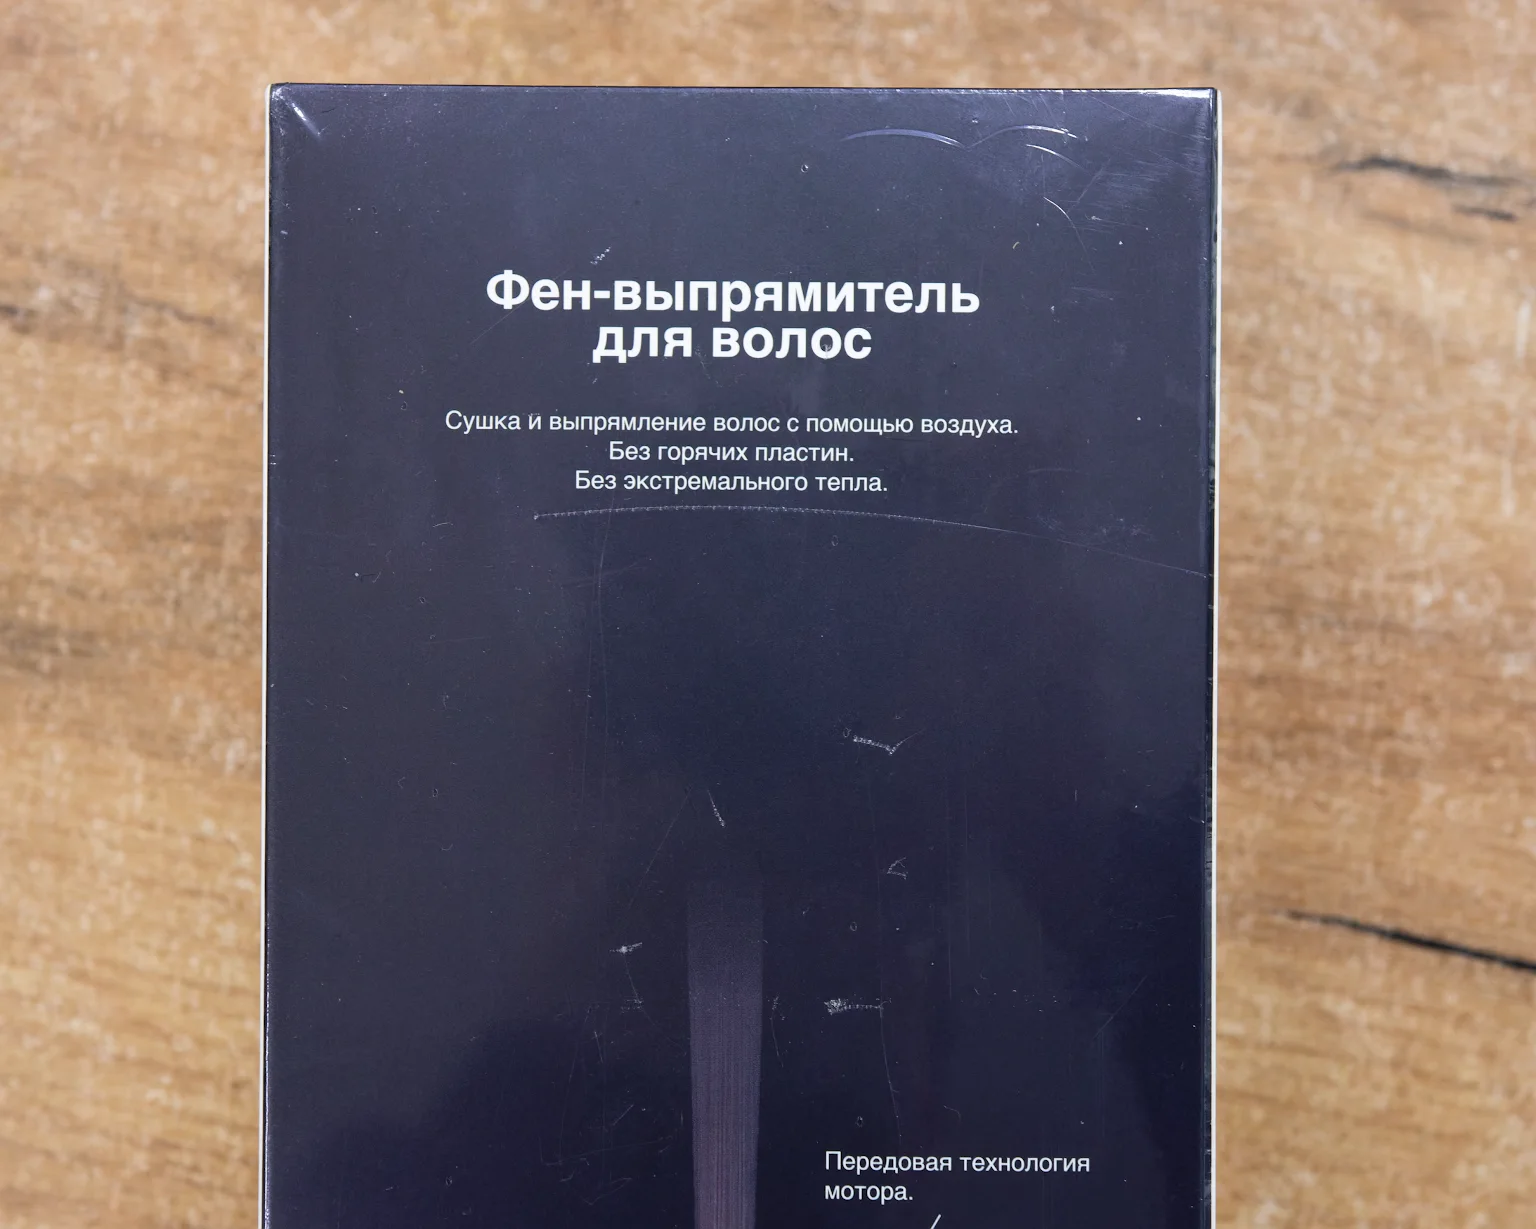 Фен-выпрямитель
для волос
Сушка и выпрямление волос с помощью воздуха.
Без горячих пластин.
Без экстремального тепла.
Передовая технология
мотора.